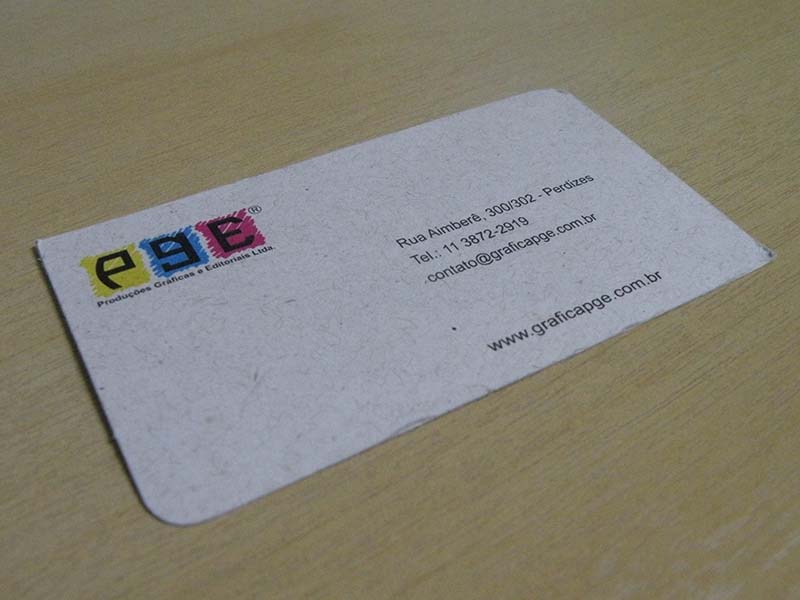 PgE®
Produções Gráficas e Editoriais Ltda.
Rua Aimberê, 300/302 - Perdizes
Tel.: 11 3872-2919
contato@graficapge.com.br
www.graficapge.com.br